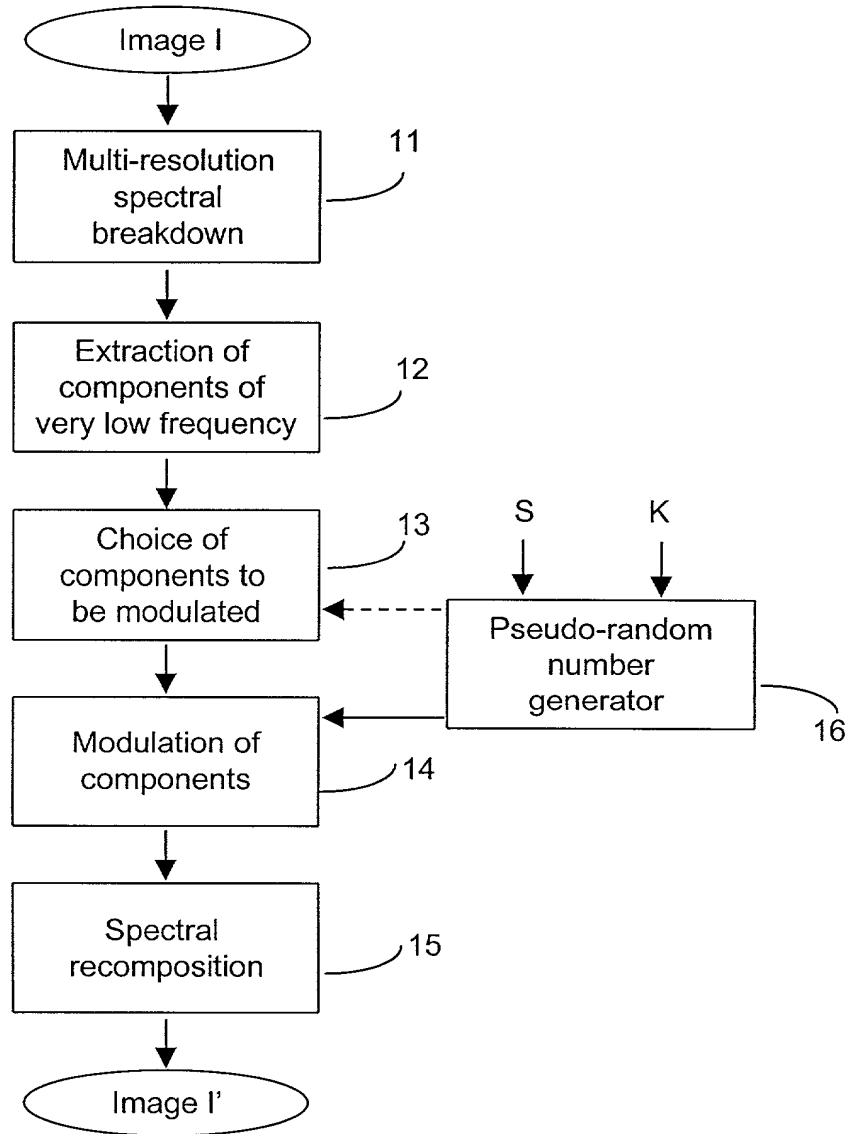 Image I
Multi-resolution
spectral
breakdown
11
Extraction of
components of
very low frequency
12
Choice of
components to
be modulated
13
S
K
Pseudo-random
number
generator
16
Modulation of
components
14
Spectral
recomposition
15
Image I'